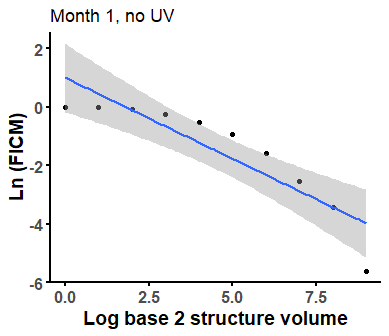 Month 1, no UV
Ln (FICM)
2
0
-2
-4
-6
0.0 2.5 5.0 7.5
Log base 2 structure volume